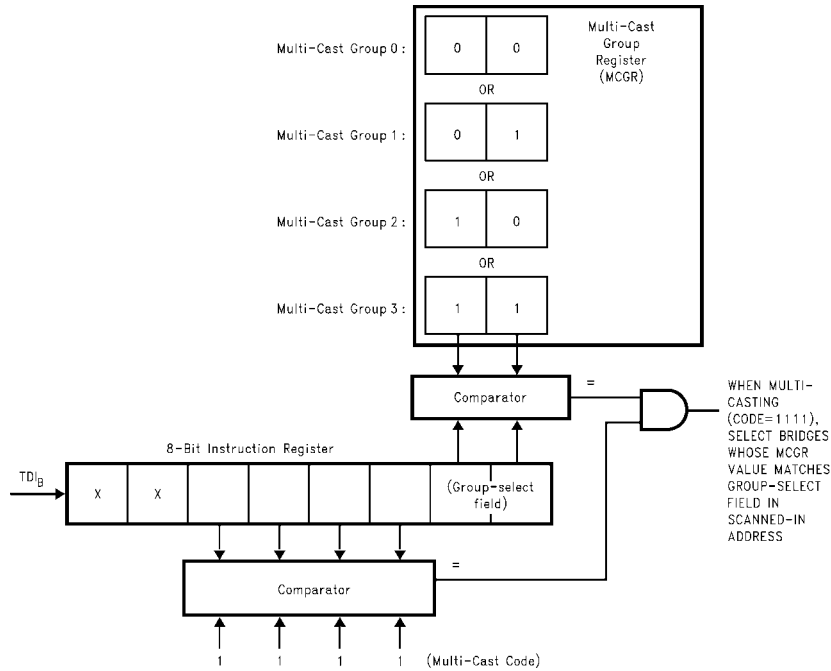 Multi-Cast Group 0 :
0 0
Multi-Cast
Group
Register
(MCGR)
OR
Multi-Cast Group 1 :
0 1
OR
Multi-Cast Group 2 :
1 0
OR
Multi-Cast Group 3 :
1 1
Comparator
=
WHEN MULTI-
CASTING
(CODE=1111),
SELECT BRIDGES
WHOSE MCGR
VALUE MATCHES
GROUP-SELECT
FIELD IN
SCANNED-IN
ADDRESS
8-Bit Instruction Register
TDIB
X X
(Group-select
field)
Comparator
=
1 1 1 1 (Multi-Cast Code)